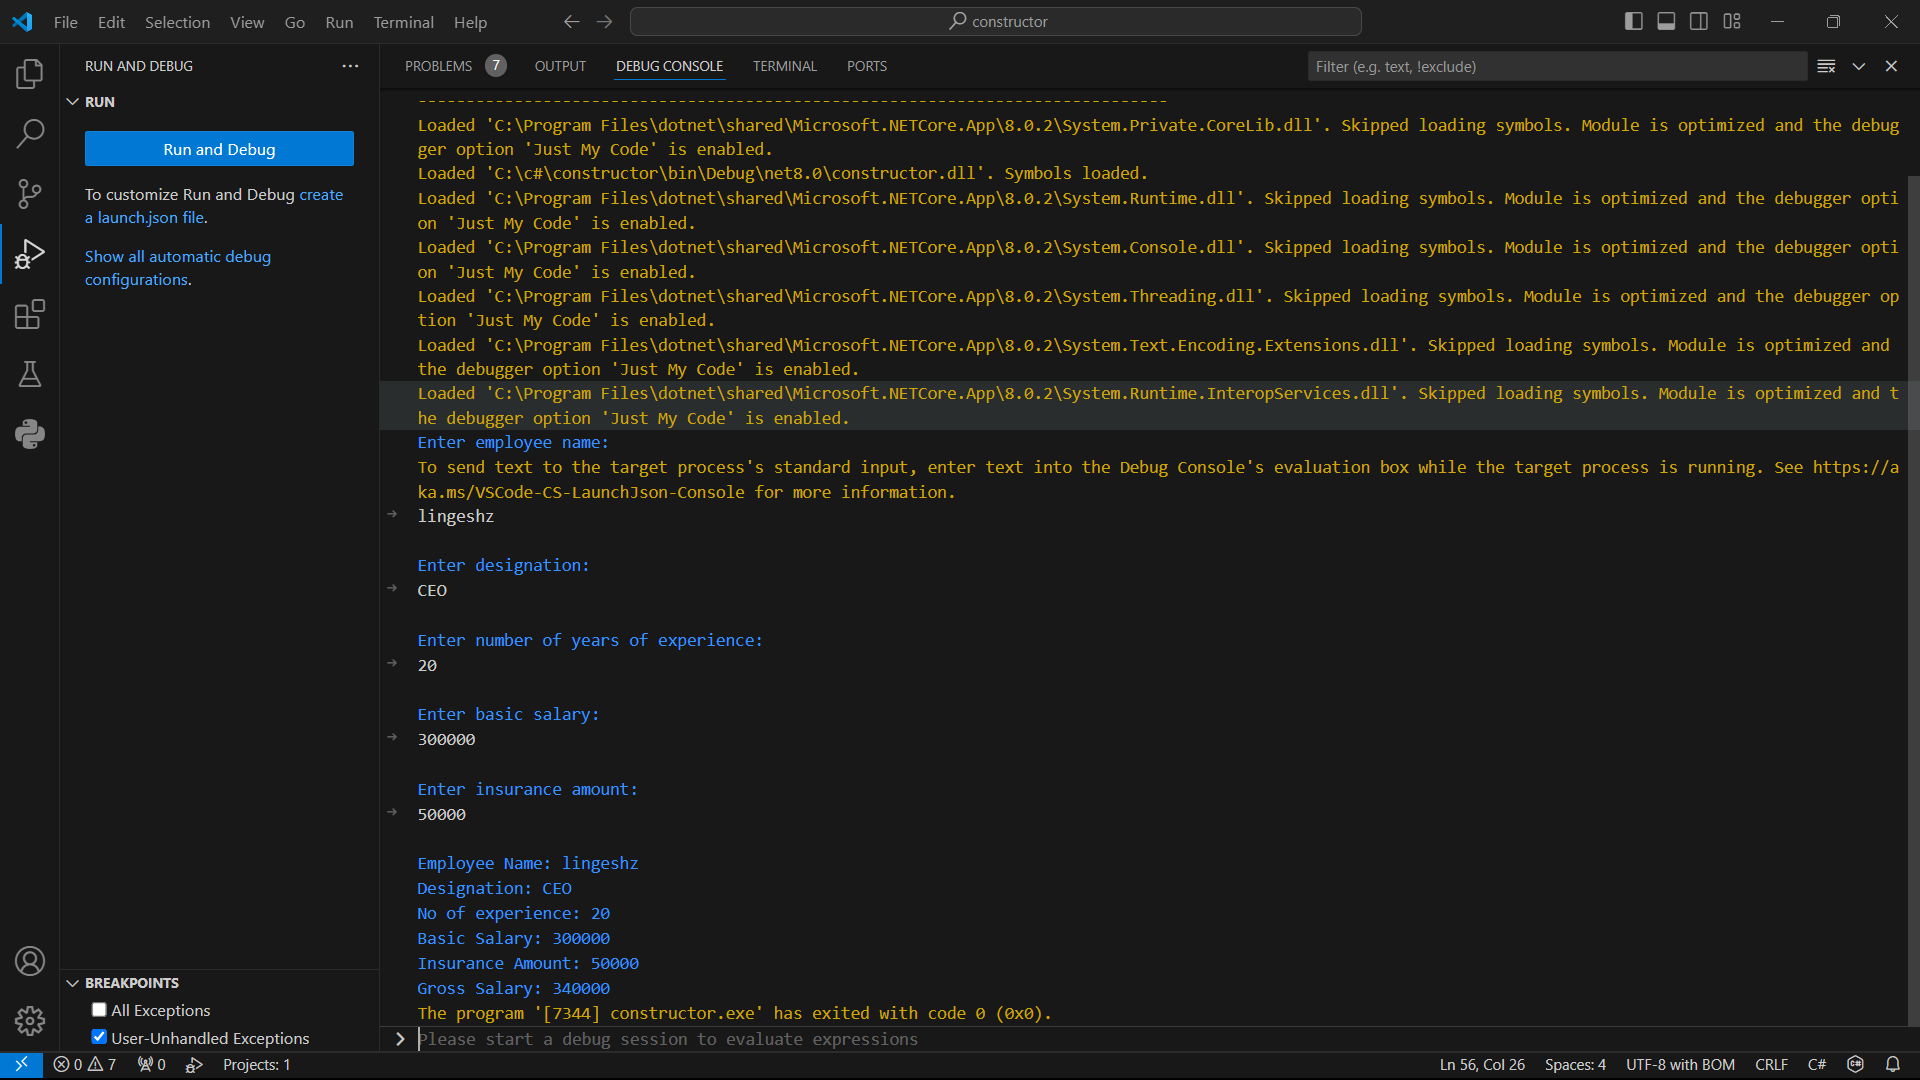 File Edit Selection View Go Run Terminal Help
constructor
RUN AND DEBUG
RUN
Run and Debug
To customize Run and Debug create
a launch.json file.
Show all automatic debug
configurations.
PROBLEMS 7 OUTPUT DEBUG CONSOLE TERMINAL PORTS
Filter (e.g. text, !exclude)
------------------------------------------------------------------------------
Loaded 'C:\Program Files\dotnet\shared\Microsoft.NETCore.App\8.0.2\System.Private.CoreLib.dll'. Skipped loading symbols. Module is optimized and the debug
ger option 'Just My Code' is enabled.
Loaded 'C:\c#\constructor\bin\Debug\net8.0\constructor.dll'. Symbols loaded.
Loaded 'C:\Program Files\dotnet\shared\Microsoft.NETCore.App\8.0.2\System.Runtime.dll'. Skipped loading symbols. Module is optimized and the debugger opti
on 'Just My Code' is enabled.
Loaded 'C:\Program Files\dotnet\shared\Microsoft.NETCore.App\8.0.2\System.Console.dll'. Skipped loading symbols. Module is optimized and the debugger opti
on 'Just My Code' is enabled.
Loaded 'C:\Program Files\dotnet\shared\Microsoft.NETCore.App\8.0.2\System.Threading.dll'. Skipped loading symbols. Module is optimized and the debugger op
tion 'Just My Code' is enabled.
Loaded 'C:\Program Files\dotnet\shared\Microsoft.NETCore.App\8.0.2\System.Text.Encoding.Extensions.dll'. Skipped loading symbols. Module is optimized and
the debugger option 'Just My Code' is enabled.
Loaded 'C:\Program Files\dotnet\shared\Microsoft.NETCore.App\8.0.2\System.Runtime.InteropServices.dll'. Skipped loading symbols. Module is optimized and t
he debugger option 'Just My Code' is enabled.
Enter employee name:
To send text to the target process's standard input, enter text into the Debug Console's evaluation box while the target process is running. See https://a
ka.ms/VSCode-CS-LaunchJson-Console for more information.
lingeshz
Enter designation:
CEO
Enter number of years of experience:
20
Enter basic salary:
300000
Enter insurance amount:
50000
Employee Name: lingeshz
Designation: CEO
No of experience: 20
Basic Salary: 300000
Insurance Amount: 50000
Gross Salary: 340000
The program '[7344] constructor.exe' has exited with code 0 (0x0).
Please start a debug session to evaluate expressions
BREAKPOINTS
All Exceptions
User-Unhandled Exceptions
0 7 0 Projects: 1
Ln 56, Col 26 Spaces: 4 UTF-8 with BOM CRLF C#